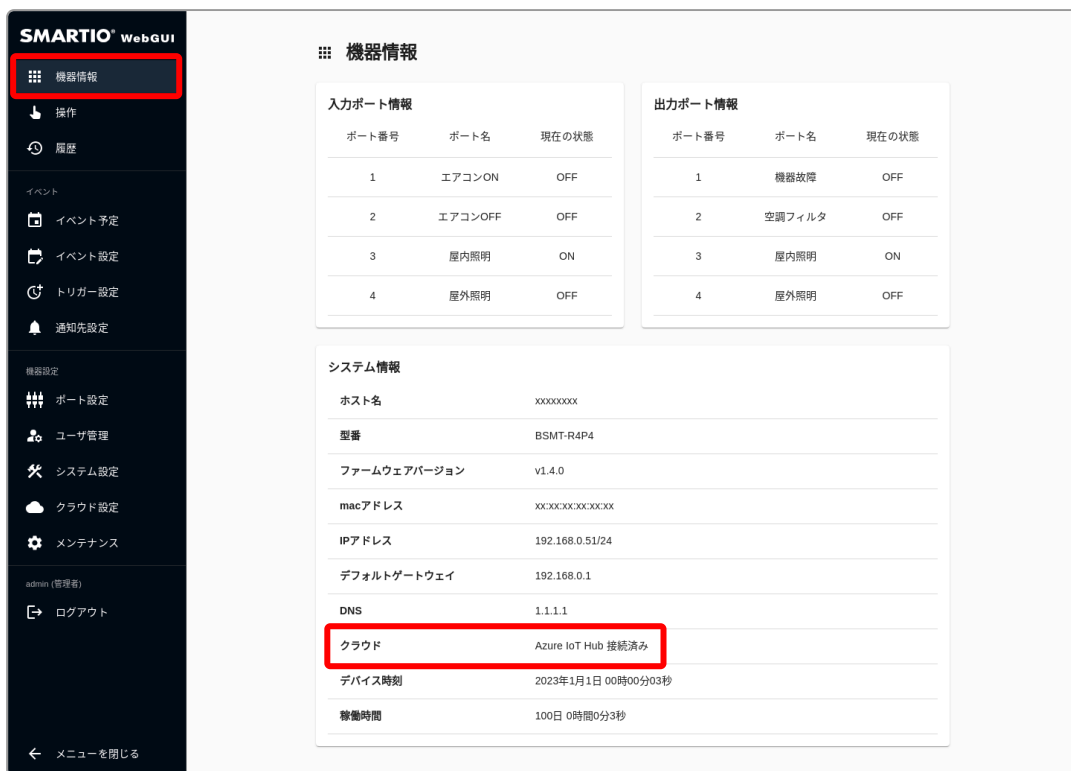 SMARTIO° WebGUI
機器情報
操作
履歴
イベント
イベント予定
イベント設定
トリガー設定
通知先設定
機器設定
ポート設定
ユーザ管理
システム設定
クラウド設定
メンテナンス
admin (管理者)
ログアウト
メニューを閉じる
機器情報
入力ポート情報
ポート番号 ポート名 現在の状態
1 エアコンON OFF
2 エアコンOFF OFF
3 屋内照明 ON
4 屋外照明 OFF
出力ポート情報
ポート番号 ポート名 現在の状態
1 機器故障 OFF
2 空調フィルタ OFF
3 屋内照明 ON
4 屋外照明 OFF
システム情報
ホスト名 xxxxxxxx
型番 BSMT-R4P4
ファームウェアバージョン v1.4.0
macアドレス xx:xx:xx:xx:xx:xx
IPアドレス 192.168.0.51/24
デフォルトゲートウェイ 192.168.0.1
DNS 1.1.1.1
クラウド Azure IoT Hub 接続済み
デバイス時刻 2023年1月1日 00時00分03秒
稼働時間 100日 0時間0分3秒